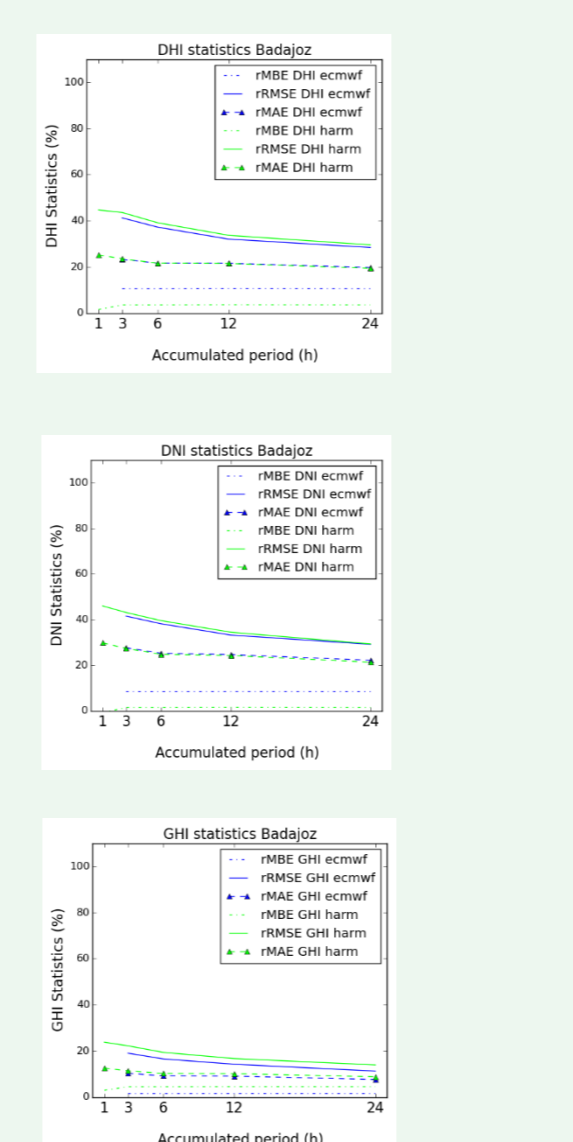 DHI statistics Badajoz
rMBE DHI ecmwf
rRMSE DHI ecmwf
rMAE DHI ecmwf
rMBE DHI harm
rRMSE DHI harm
rMAE DHI harm
DHI Statistics (%)
100
80
60
40
20
0
1 3 6 12 24
Accumulated period (h)
DNI statistics Badajoz
rMBE DNI ecmwf
rRMSE DNI ecmwf
rMAE DNI ecmwf
rMBE DNI harm
rRMSE DNI harm
rMAE DNI harm
DNI Statistics (%)
100
80
60
40
20
0
1 3 6 12 24
Accumulated period (h)
GHI statistics Badajoz
rMBE GHI ecmwf
rRMSE GHI ecmwf
rMAE GHI ecmwf
rMBE GHI harm
rRMSE GHI harm
rMAE GHI harm
GHI Statistics (%)
100
80
60
40
20
0
1 3 6 12 24
Accumulated period (h)